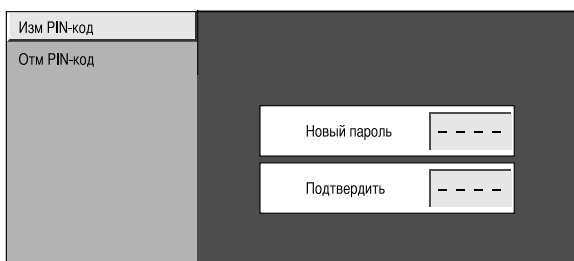 Изм PIN-код
Отм PIN-код
Новый пароль – – – –
Подтвердить – – – –